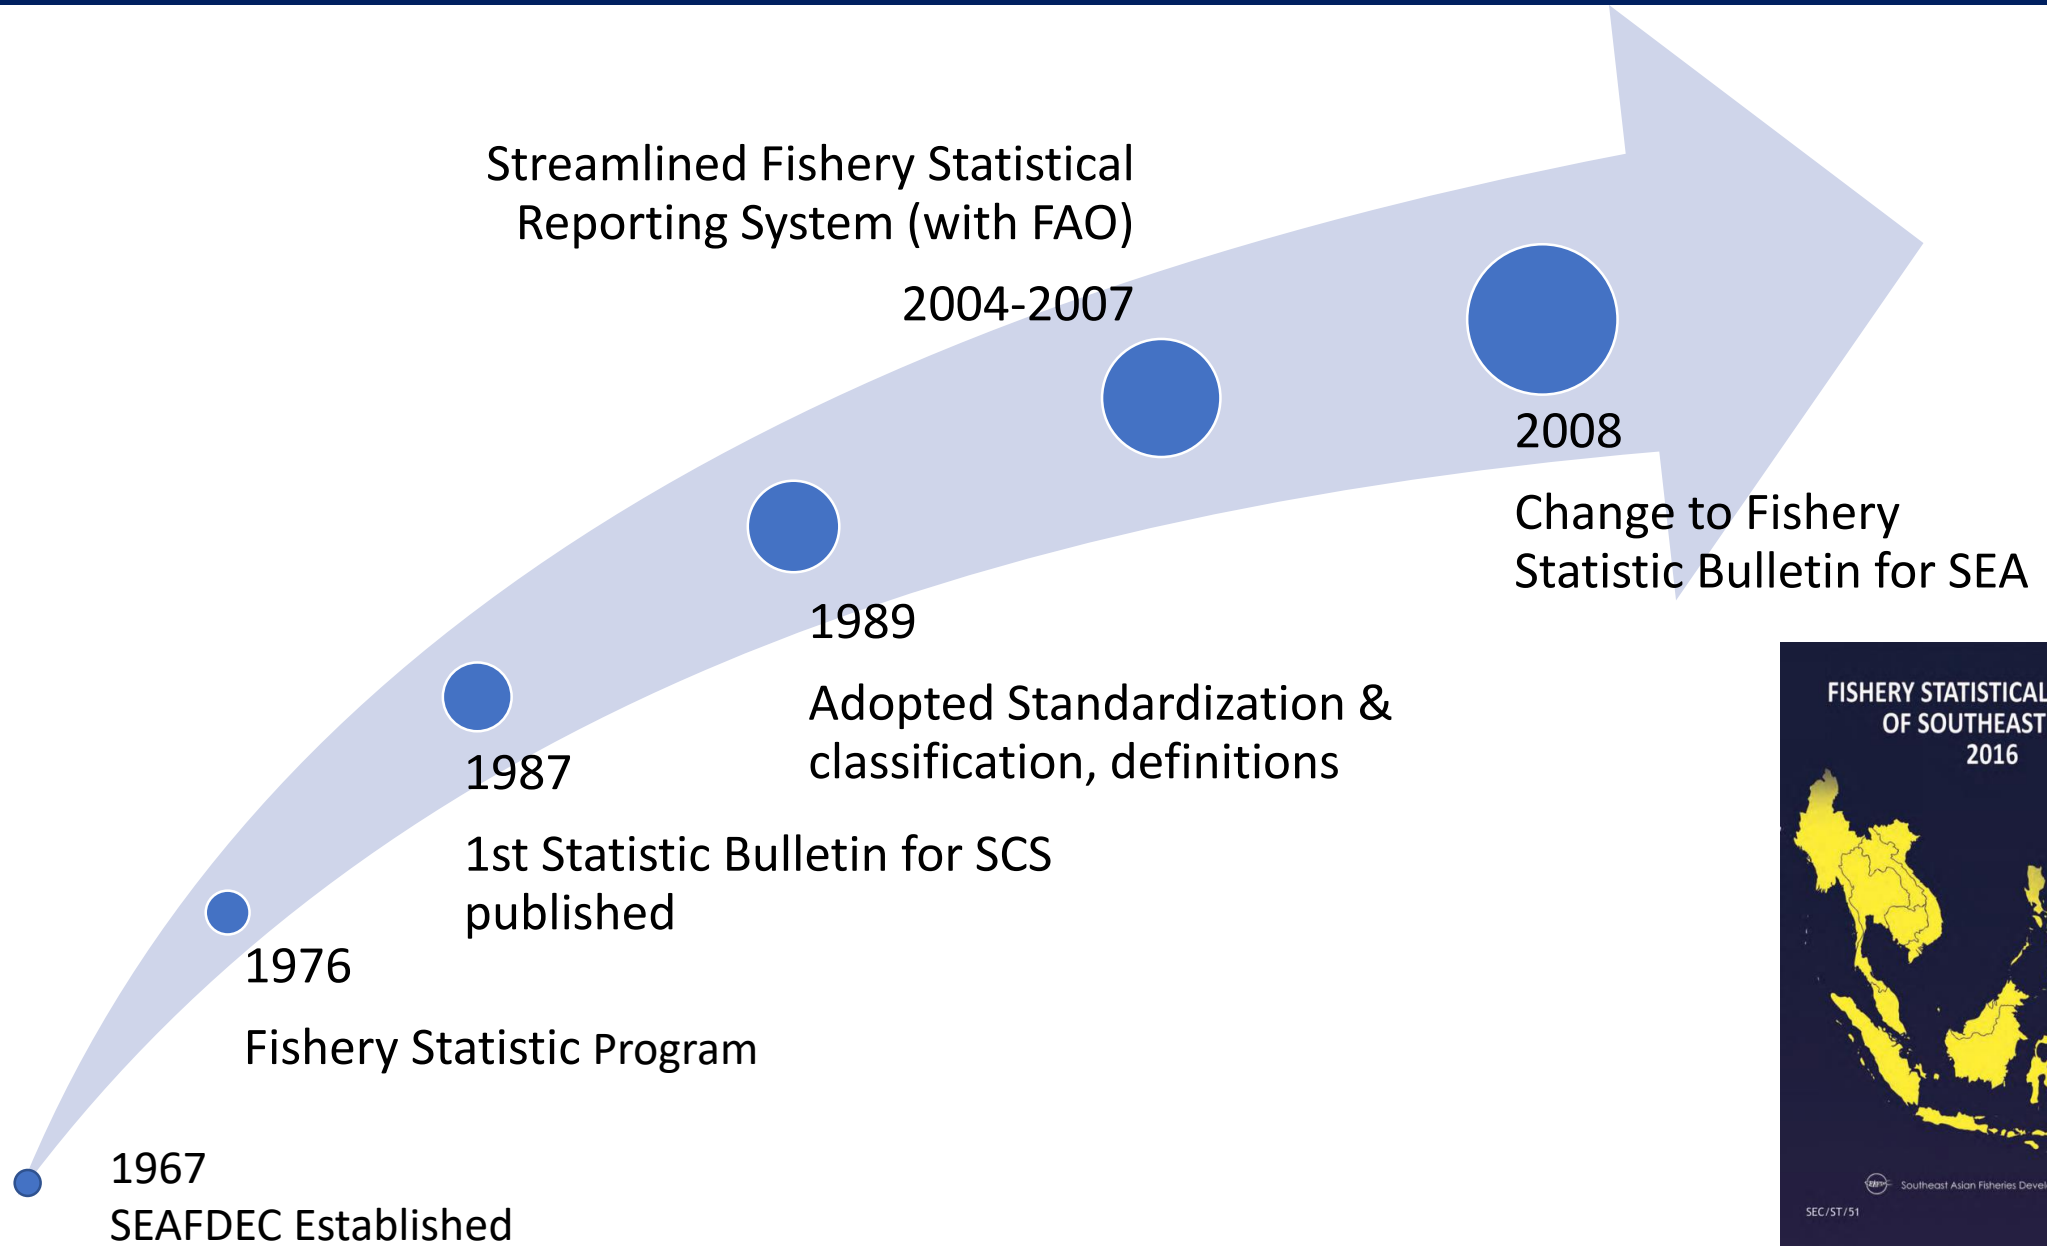 Streamlined Fishery Statistical
Reporting System (with FAO)
2004-2007
2008
Change to Fishery
Statistic Bulletin for SEA
1989
Adopted Standardization &
classification, definitions
1987
1st Statistic Bulletin for SCS
published
1976
Fishery Statistic Program
1967
SEAFDEC Established
FISHERY STATISTICAL
OF SOUTHEAST
2016
Southeast Asian Fisheries Devel
SEC/ST/51